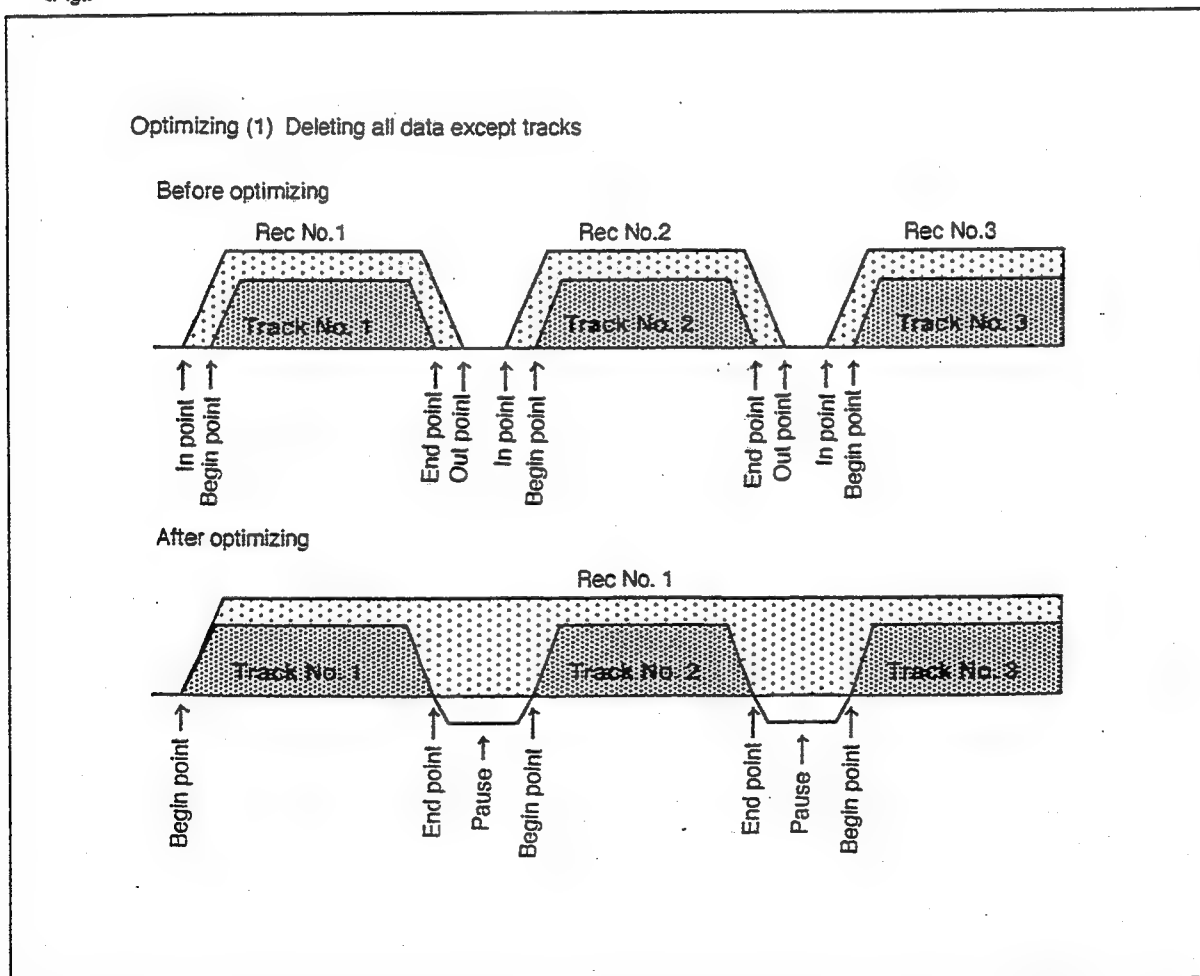 Optimizing (1) Deleting all data except tracks
Before optimizing
Rec No.1
Rec No.2
Rec No.3
Track No. 1
Track No. 2
Track No. 3
In point
Begin point
End point
Out point
In point
Begin point
End point
Out point
In point
Begin point
After optimizing
Rec No. 1
Track No. 1
Track No. 2
Track No. 3
Begin point
End point
Pause
Begin point
End point
Pause
Begin point